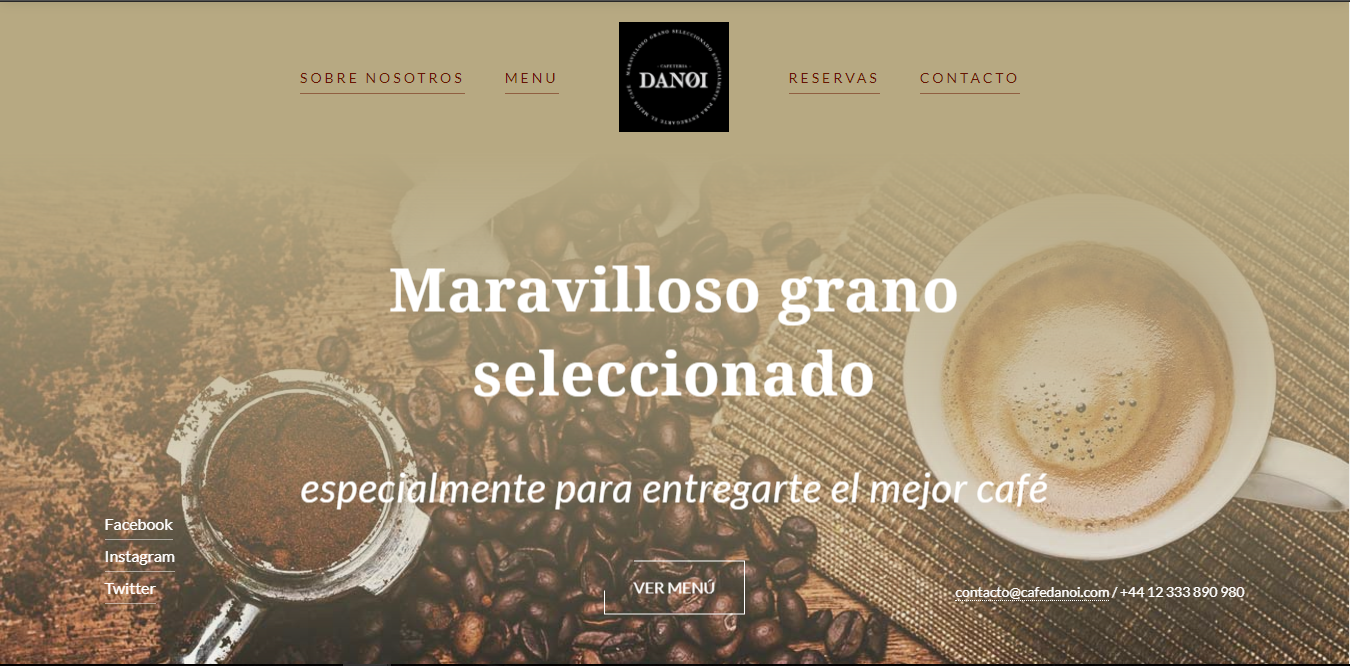 SOBRE NOSOTROS
MENU
MARAVILLOSO GRANO SELECCIONADO ESPECIALMENTE PARA ENTREGARTE EL MEJOR CAFÉ
- CAFETERIA -
DANØI
RESERVAS
CONTACTO
Maravilloso grano
seleccionado
especialmente para entregarte el mejor café
Facebook
Instagram
Twitter
VER MENÚ
contacto@cafedanoi.com / +44 12 333 890 980